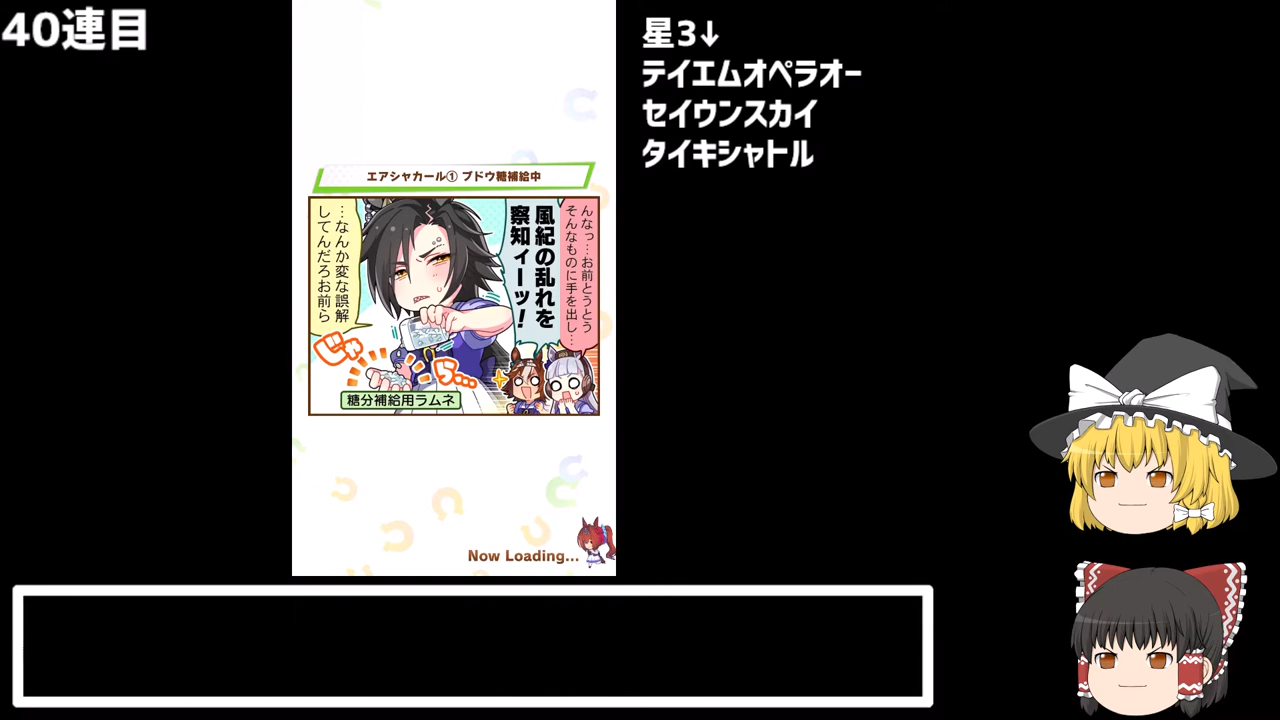 40連目
星3↓
テイエムオペラオー
セイウンスカイ
タイキシャトル
エアシャカール① ブドウ糖補給中
んなっ…お前とうとう
そんなものに手を出し…
風紀の乱れを
察知ィーッ!
…なんか変な誤解
してんだろお前ら
じゃ
ら…
糖分補給用ラムネ
Now Loading...